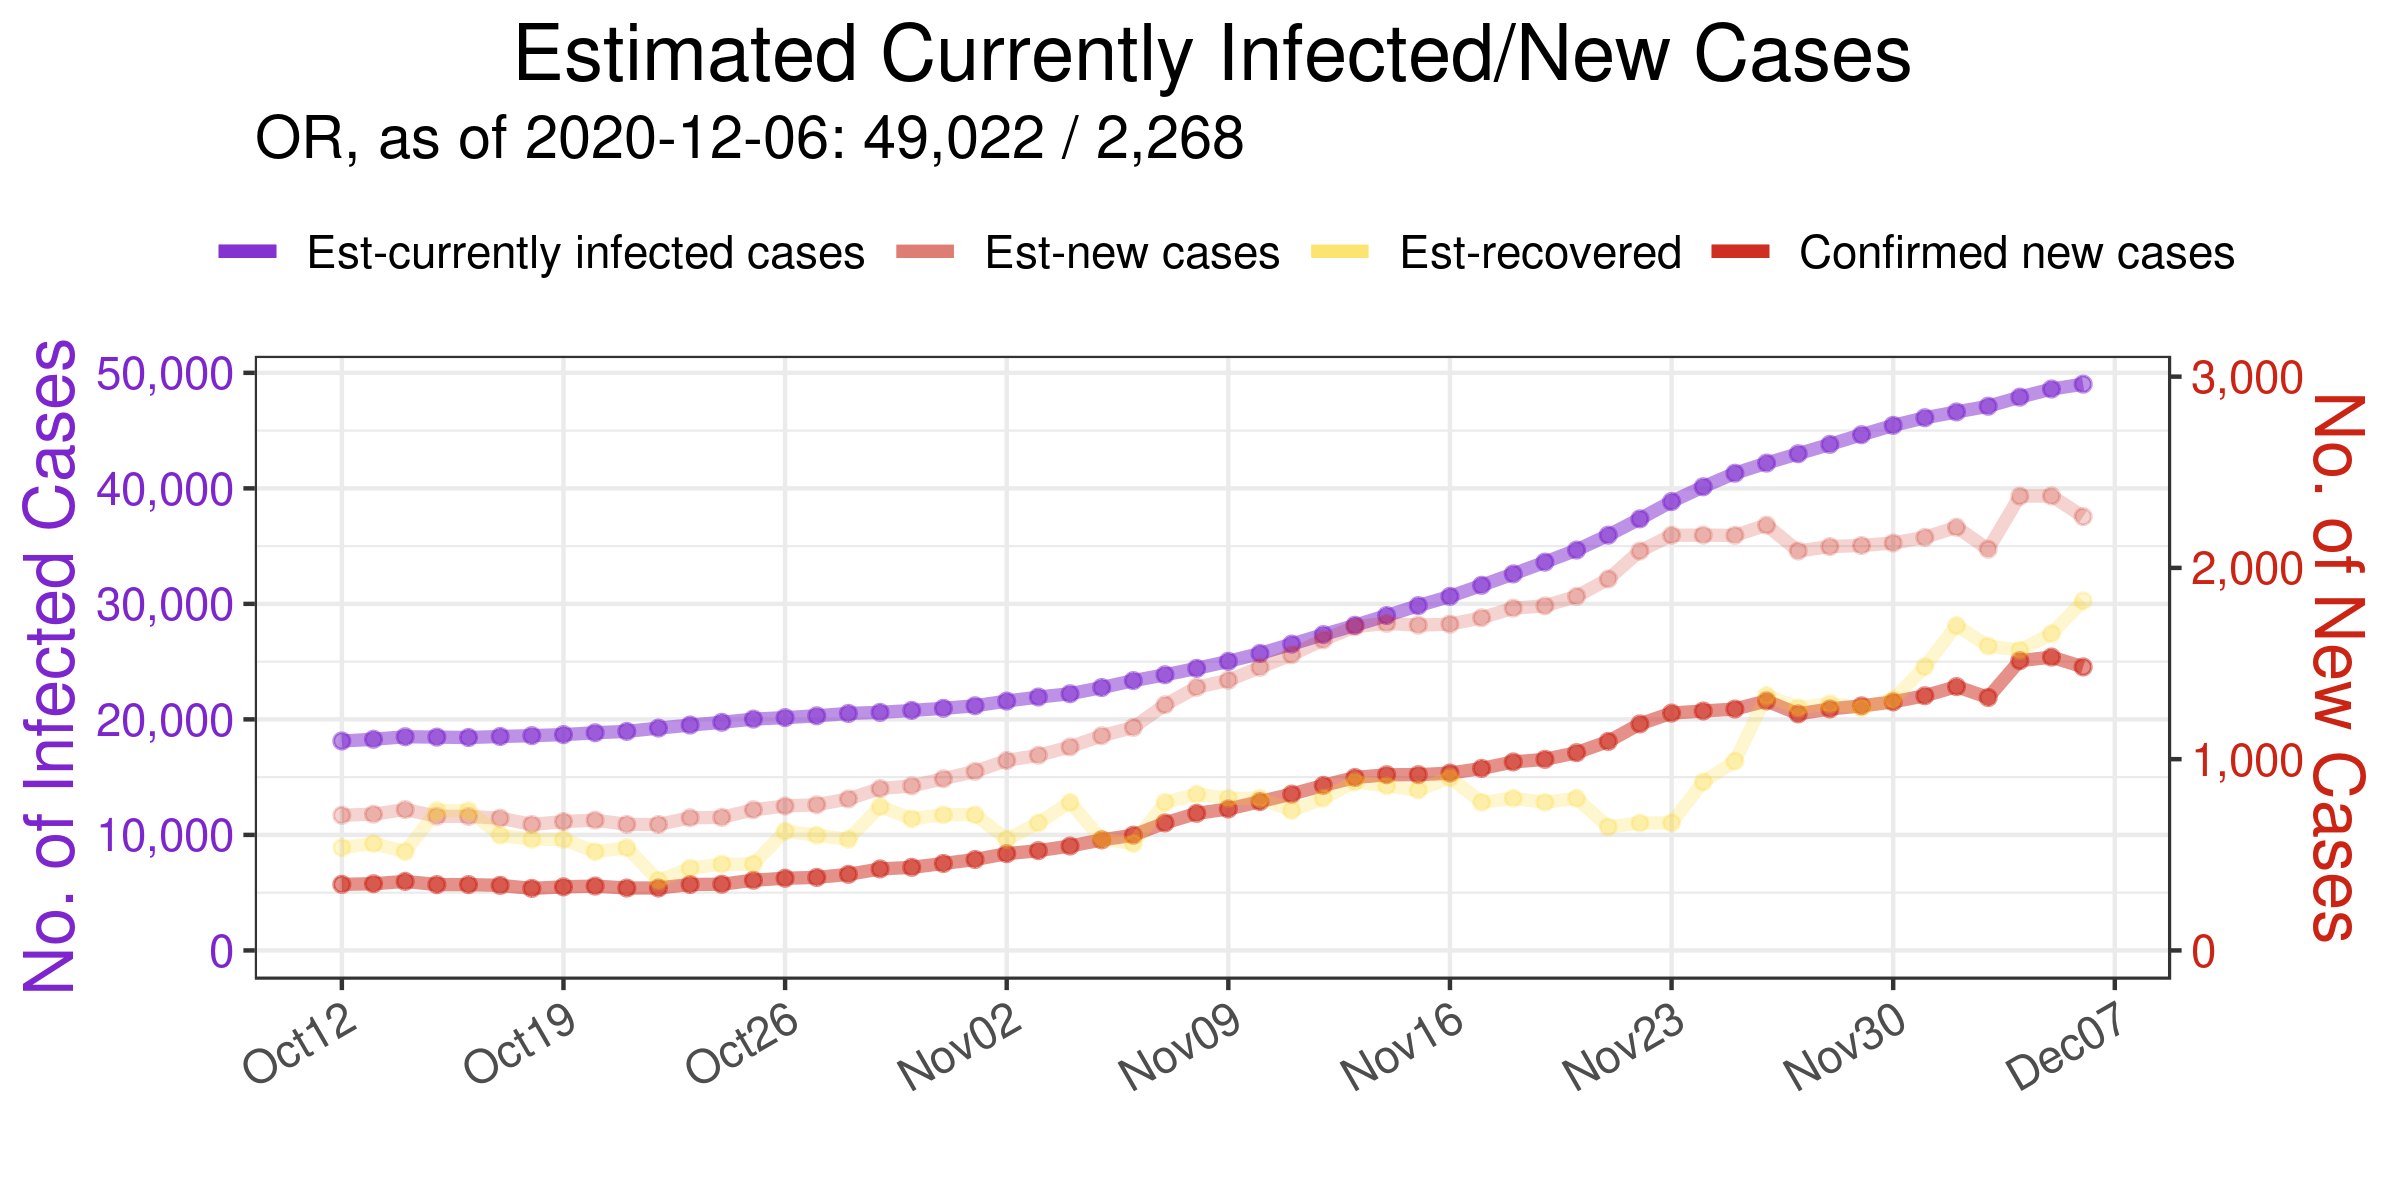 Estimated Currently Infected/New Cases
OR, as of 2020-12-06: 49,022 / 2,268
Est-currently infected cases Est-new cases Est-recovered Confirmed new cases
No. of Infected Cases
50,000
40,000
30,000
20,000
10,000
0
3,000
2,000
1,000
0
No. of New Cases
Oct12 Oct19 Oct26 Nov02 Nov09 Nov16 Nov23 Nov30 Dec07